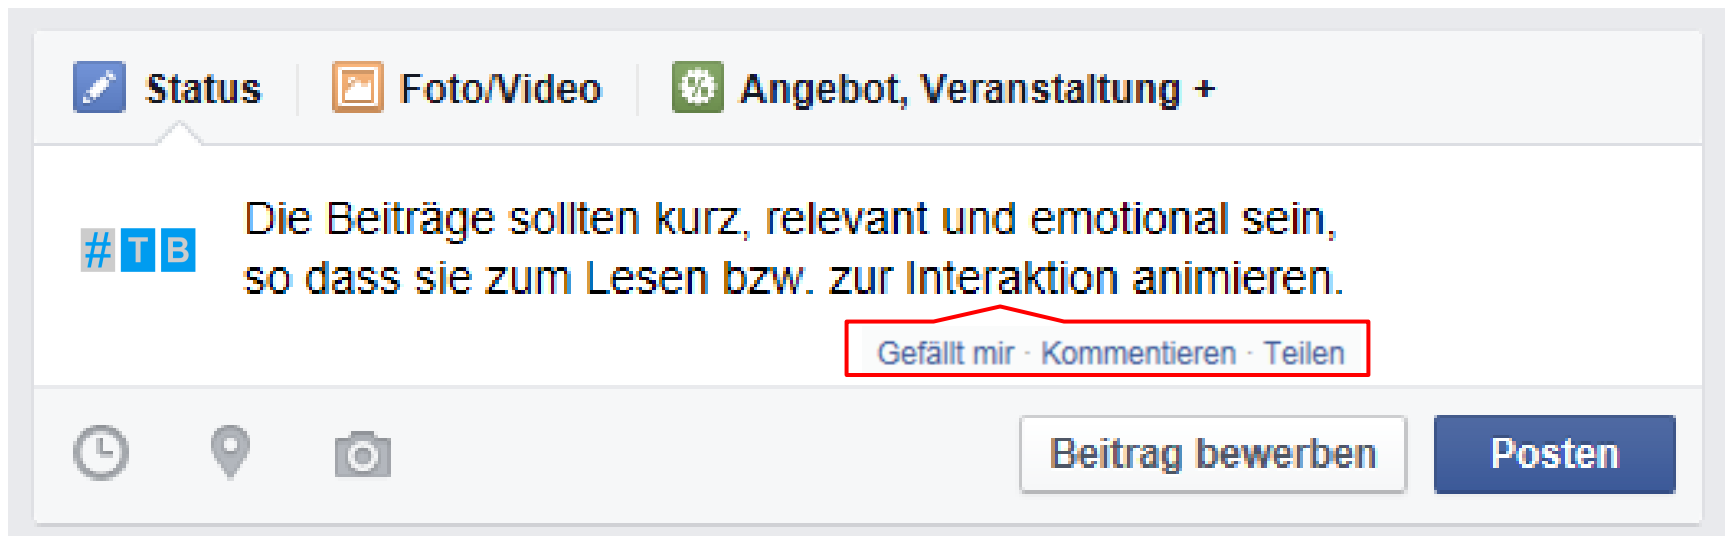 Status Foto/Video Angebot, Veranstaltung +
#TB Die Beiträge sollten kurz, relevant und emotional sein,
so dass sie zum Lesen bzw. zur Interaktion animieren.
Gefällt mir · Kommentieren · Teilen
Beitrag bewerben Posten